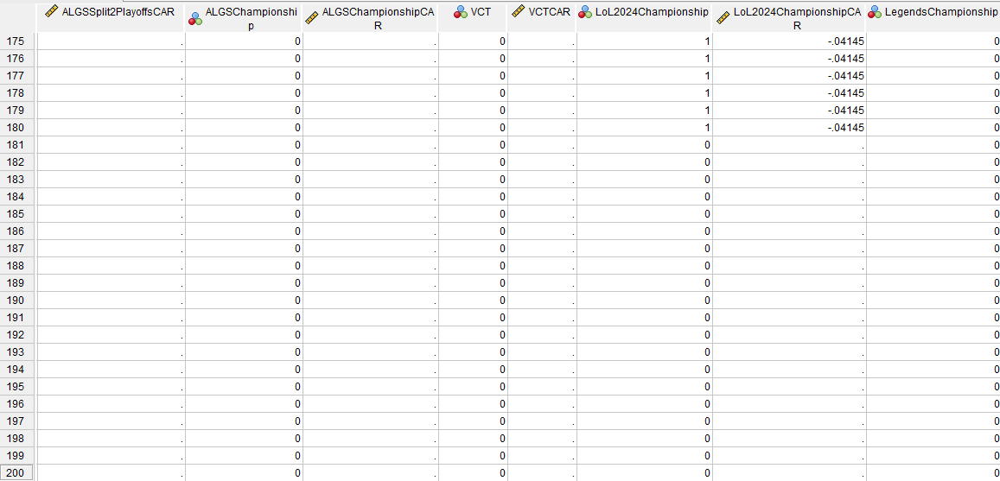 ALGSSplit2PlayoffsCAR ALGSChampionshi ALGSChampionshipCA VCT VCTCAR LoL2024Championship LoL2024ChampionshipCA LegendsChampionship
p R R
175 . 0 . 0 . 1 -.04145 0
176 . 0 . 0 . 1 -.04145 0
177 . 0 . 0 . 1 -.04145 0
178 . 0 . 0 . 1 -.04145 0
179 . 0 . 0 . 1 -.04145 0
180 . 0 . 0 . 1 -.04145 0
181 . 0 . 0 . 0 . 0
182 . 0 . 0 . 0 . 0
183 . 0 . 0 . 0 . 0
184 . 0 . 0 . 0 . 0
185 . 0 . 0 . 0 . 0
186 . 0 . 0 . 0 . 0
187 . 0 . 0 . 0 . 0
188 . 0 . 0 . 0 . 0
189 . 0 . 0 . 0 . 0
190 . 0 . 0 . 0 . 0
191 . 0 . 0 . 0 . 0
192 . 0 . 0 . 0 . 0
193 . 0 . 0 . 0 . 0
194 . 0 . 0 . 0 . 0
195 . 0 . 0 . 0 . 0
196 . 0 . 0 . 0 . 0
197 . 0 . 0 . 0 . 0
198 . 0 . 0 . 0 . 0
199 . 0 . 0 . 0 . 0
200 . 0 . 0 . 0 . 0